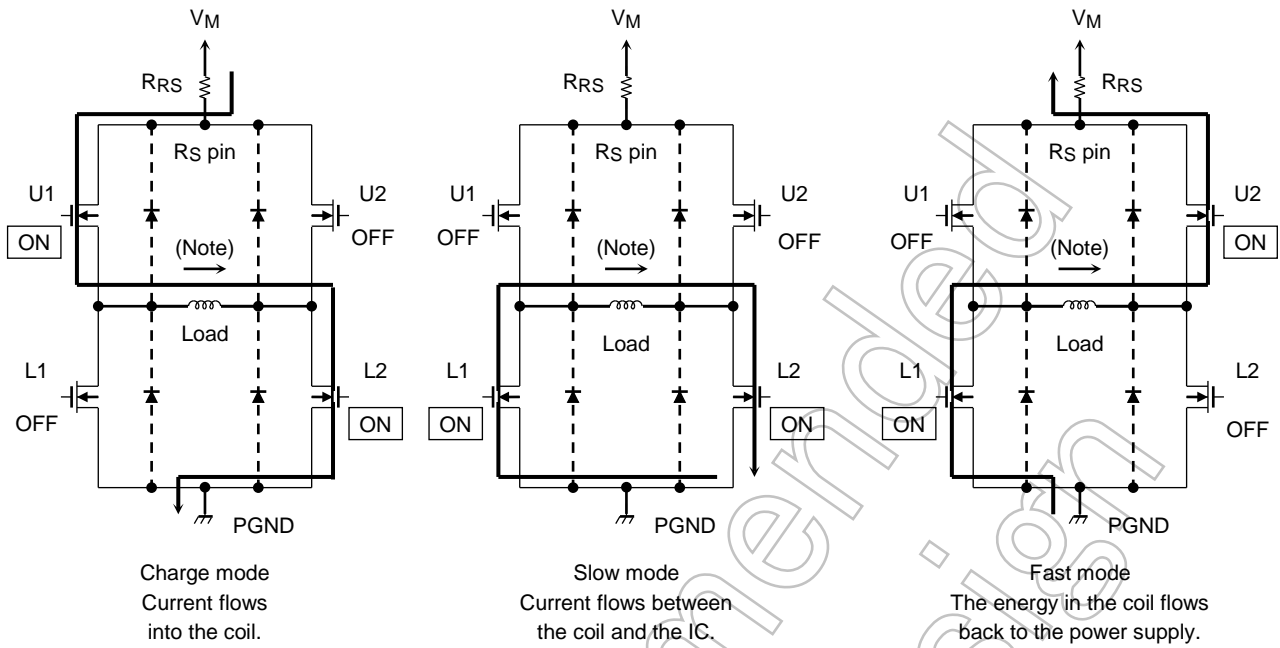 VM
RRS
RS pin
U1
U2
ON
OFF
(Note)
Load
L1
L2
OFF
ON
PGND
Charge mode
Current flows
into the coil.
VM
RRS
RS pin
U1
U2
OFF
OFF
(Note)
Load
L1
L2
ON
ON
PGND
Slow mode
Current flows between
the coil and the IC.
VM
RRS
RS pin
U1
U2
OFF
ON
(Note)
Load
L1
L2
ON
OFF
PGND
Fast mode
The energy in the coil flows
back to the power supply.
mended
sign